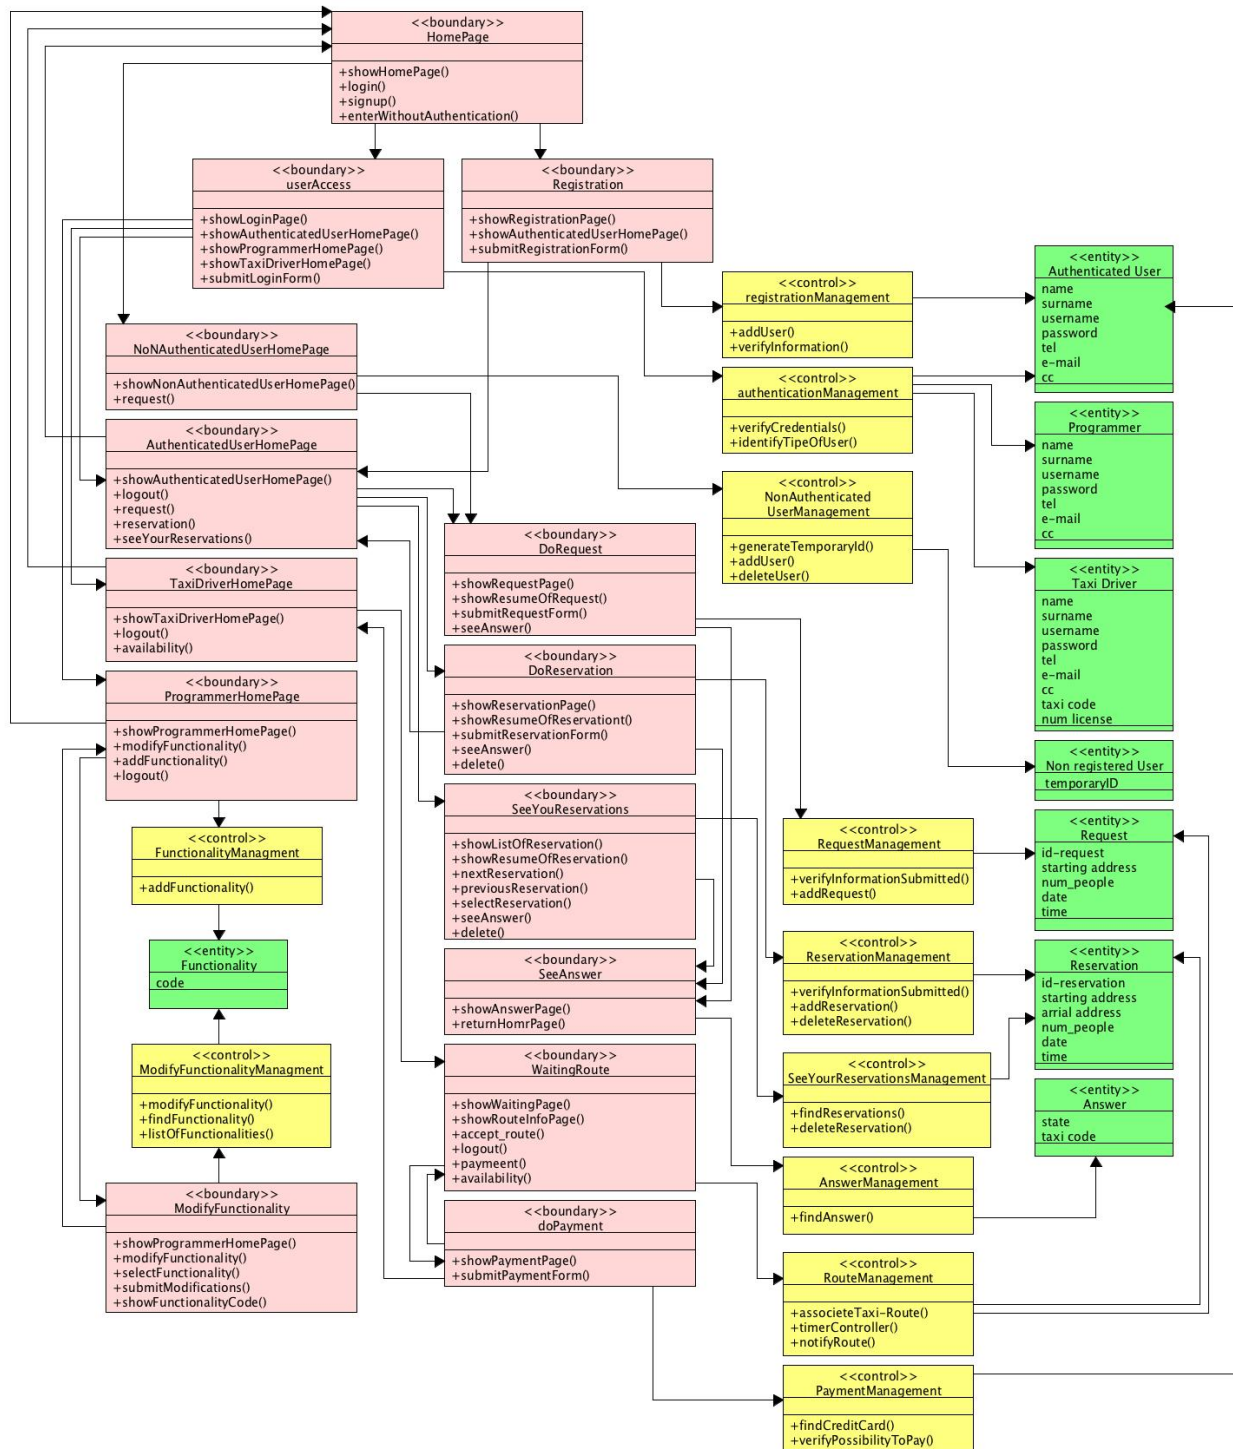 <<boundary>>
HomePage
+showHomePage()
+login()
+signup()
+enterWithoutAuthentication()
<<boundary>>
userAccess
+showLoginPage()
+showAuthenticatedUserHomePage()
+showProgrammerHomePage()
+showTaxiDriverHomePage()
+submitLoginForm()
<<boundary>>
Registration
+showRegistrationPage()
+showAuthenticatedUserHomePage()
+submitRegistrationForm()
<<control>>
registrationManagement
+addUser()
+verifyInformation()
<<entity>>
Authenticated User
name
surname
username
password
tel
e-mail
cc
<<boundary>>
NoNAuthenticatedUserHomePage
+showNonAuthenticatedUserHomePage()
+request()
<<control>>
authenticationManagement
+verifyCredentials()
+identifyTipeOfUser()
<<entity>>
Programmer
name
surname
username
password
tel
e-mail
cc
<<boundary>>
AuthenticatedUserHomePage
+showAuthenticatedUserHomePage()
+logout()
+request()
+reservation()
+seeYourReservations()
<<control>>
NonAuthenticated
UserManagement
+generateTemporaryId()
+addUser()
+deleteUser()
<<boundary>>
DoRequest
+showRequestPage()
+showResumeOfRequest()
+submitRequestForm()
+seeAnswer()
<<boundary>>
TaxiDriverHomePage
+showTaxiDriverHomePage()
+logout()
+availability()
<<entity>>
Taxi Driver
name
surname
username
password
tel
e-mail
cc
taxi code
num license
<<boundary>>
DoReservation
+showReservationPage()
+showResumeOfReservationt()
+submitReservationForm()
+seeAnswer()
+delete()
<<boundary>>
ProgrammerHomePage
+showProgrammerHomePage()
+modifyFunctionality()
+addFunctionality()
+logout()
<<entity>>
Non registered User
temporaryID
<<boundary>>
SeeYouReservations
+showListOfReservation()
+showResumeOfReservation()
+nextReservation()
+previousReservation()
+selectReservation()
+seeAnswer()
+delete()
<<control>>
RequestManagement
+verifyInformationSubmitted()
+addRequest()
<<entity>>
Request
id-request
starting address
num_people
date
time
<<control>>
FunctionalityManagment
+addFunctionality()
<<entity>>
Functionality
code
<<boundary>>
SeeAnswer
+showAnswerPage()
+returnHomrPage()
<<control>>
ReservationManagement
+verifyInformationSubmitted()
+addReservation()
+deleteReservation()
<<entity>>
Reservation
id-reservation
starting address
arrial address
num_people
date
time
<<control>>
ModifyFunctionalityManagment
+modifyFunctionality()
+findFunctionality()
+listOfFunctionalities()
<<boundary>>
WaitingRoute
+showWaitingPage()
+showRouteInfoPage()
+accept_route()
+logout()
+paymeent()
+availability()
<<control>>
SeeYourReservationsManagement
+findReservations()
+deleteReservation()
<<entity>>
Answer
state
taxi code
<<control>>
AnswerManagement
+findAnswer()
<<boundary>>
ModifyFunctionality
+showProgrammerHomePage()
+modifyFunctionality()
+selectFunctionality()
+submitModifications()
+showFunctionalityCode()
<<boundary>>
doPayment
+showPaymentPage()
+submitPaymentForm()
<<control>>
RouteManagement
+associeteTaxi-Route()
+timerController()
+notifyRoute()
<<control>>
PaymentManagement
+findCreditCard()
+verifyPossibilityToPay()